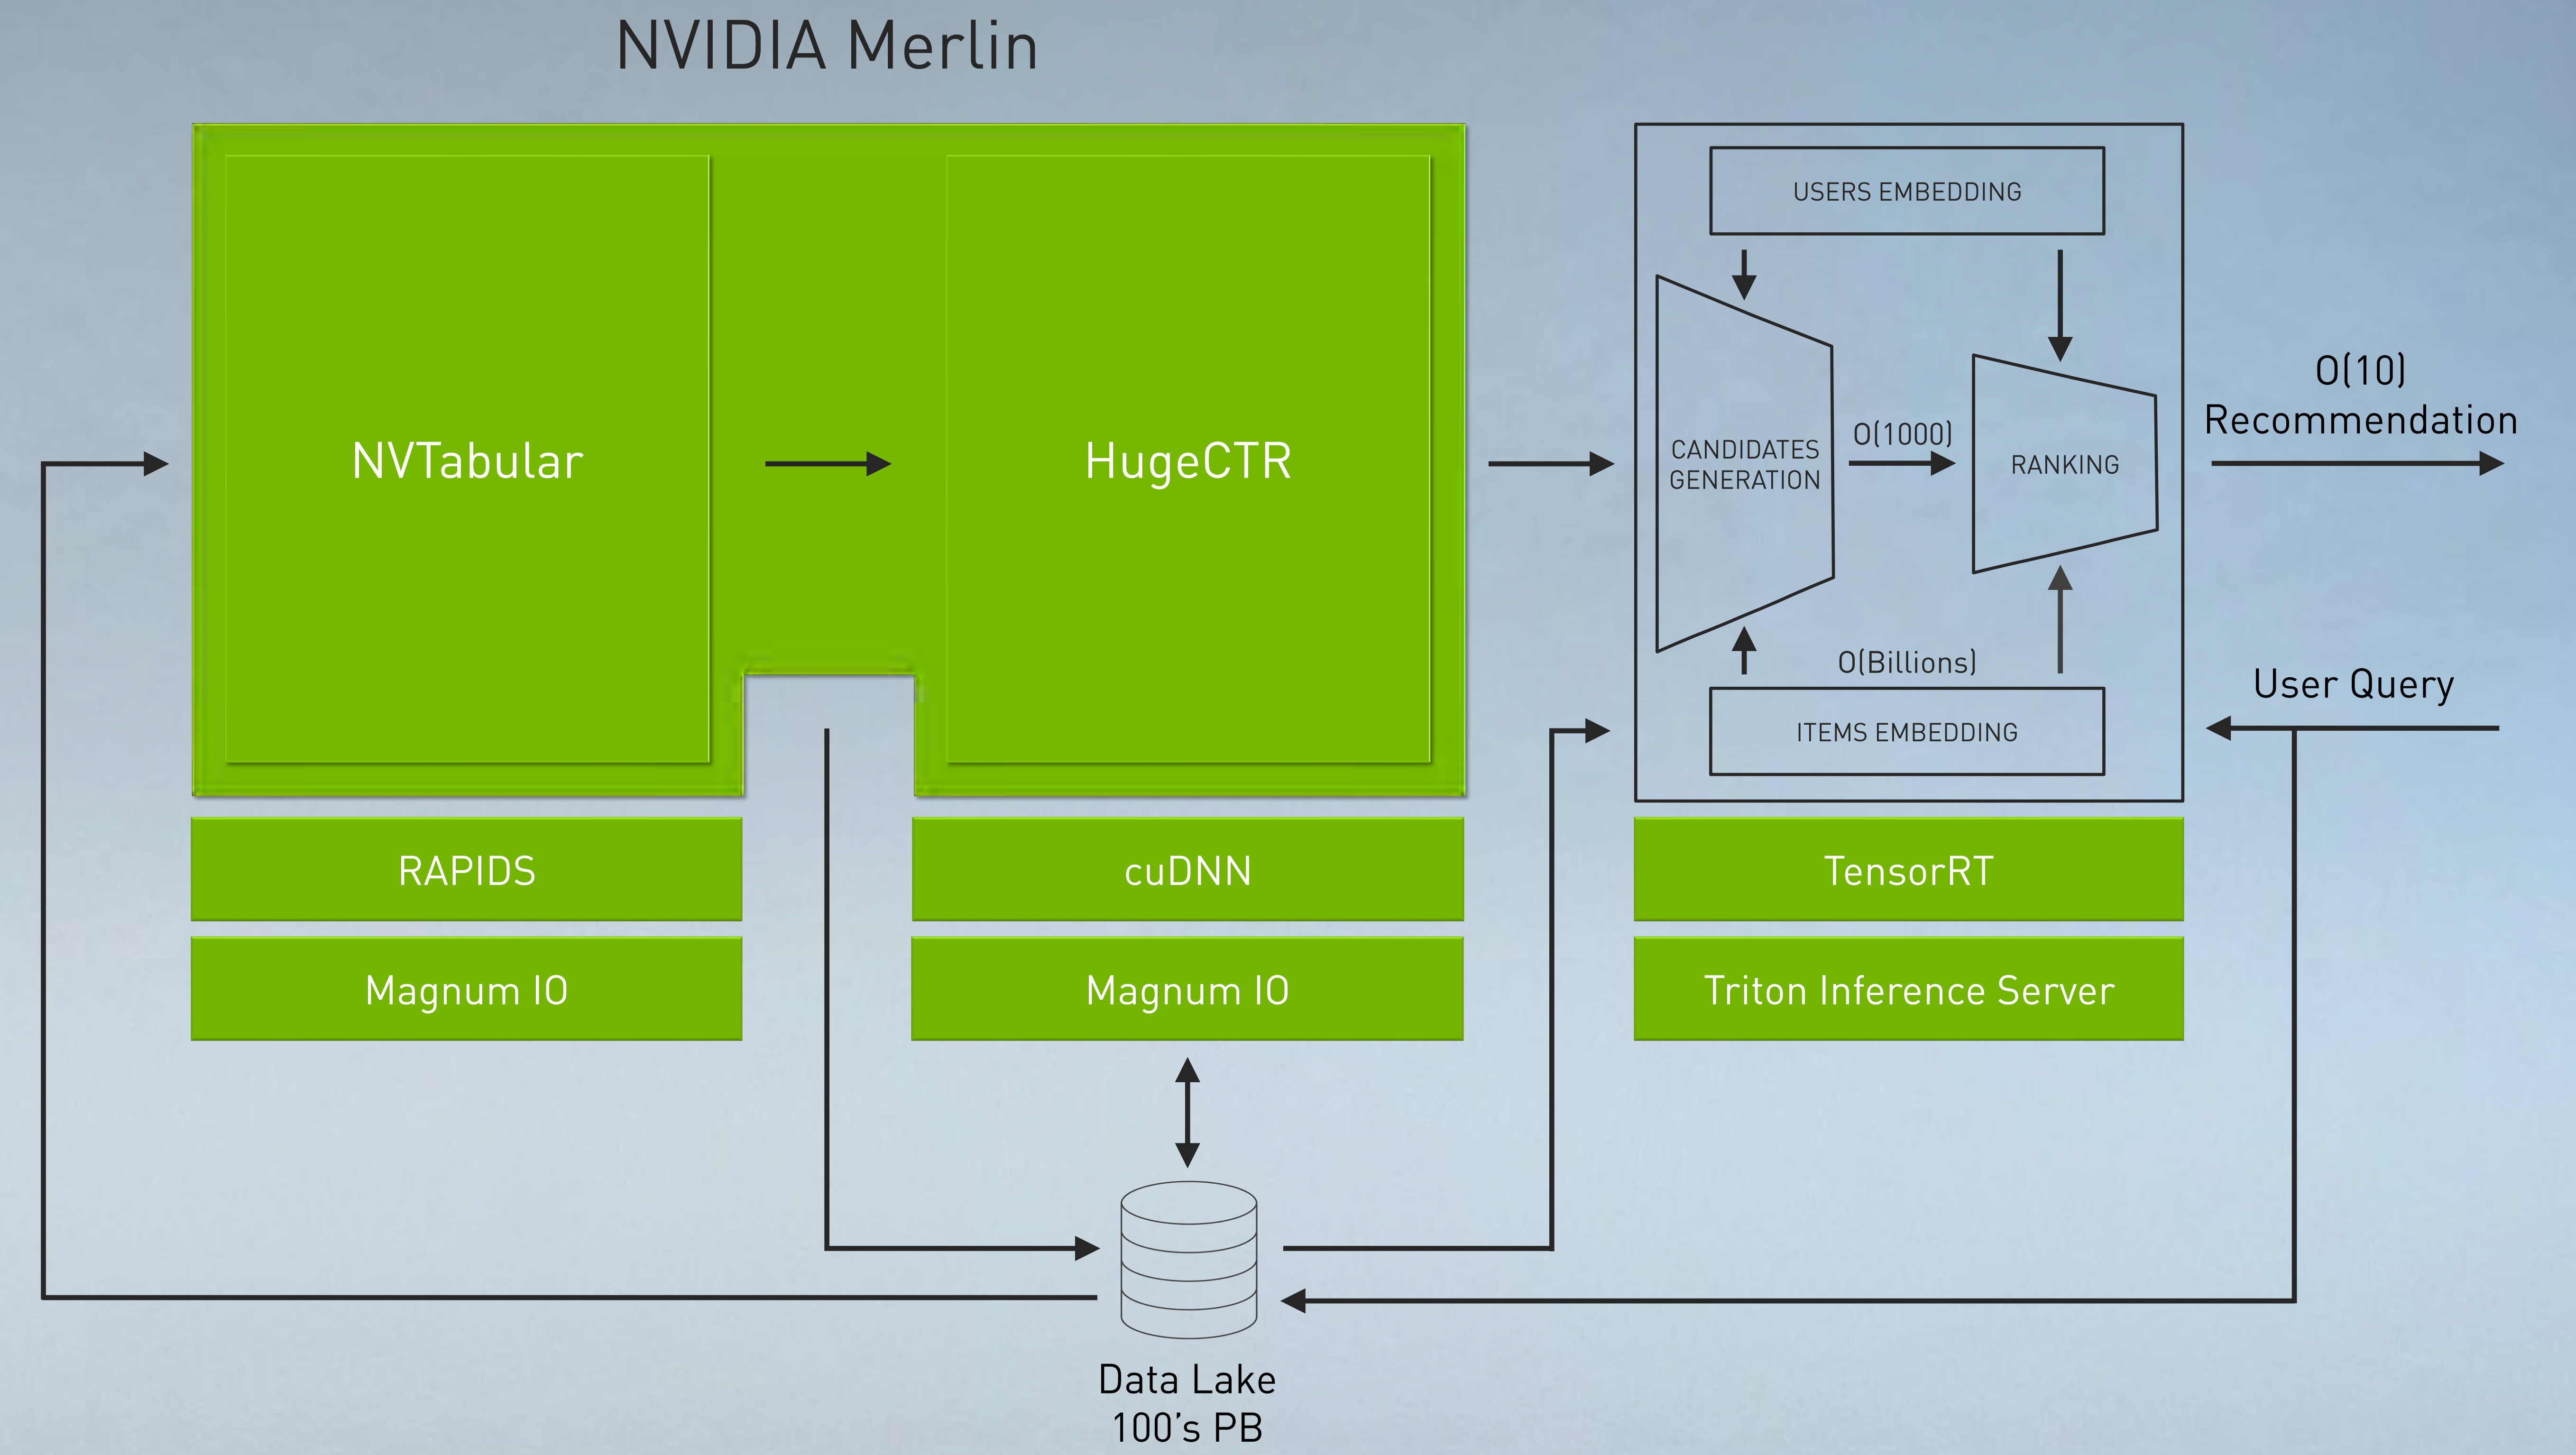 NVIDIA Merlin
NVTabular
HugeCTR
USERS EMBEDDING
CANDIDATES
GENERATION
O(1000)
RANKING
O(Billions)
ITEMS EMBEDDING
O(10)
Recommendation
User Query
RAPIDS
cuDNN
TensorRT
Magnum IO
Magnum IO
Triton Inference Server
Data Lake
100's PB